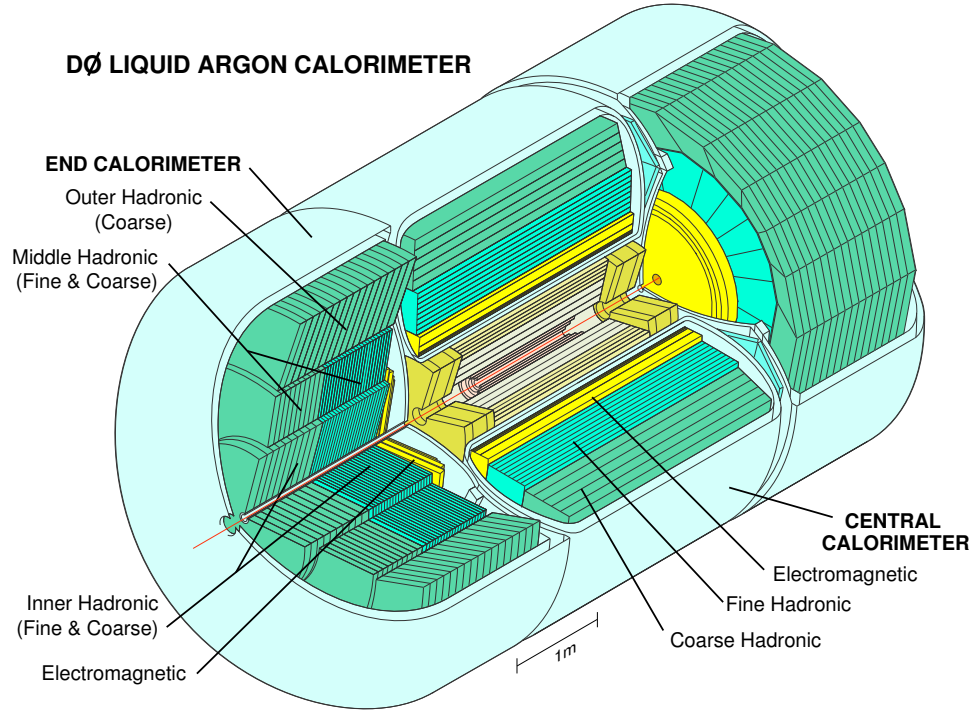 DØ LIQUID ARGON CALORIMETER
END CALORIMETER
Outer Hadronic
(Coarse)
Middle Hadronic
(Fine & Coarse)
Inner Hadronic
(Fine & Coarse)
Electromagnetic
1m
CENTRAL
CALORIMETER
Electromagnetic
Fine Hadronic
Coarse Hadronic